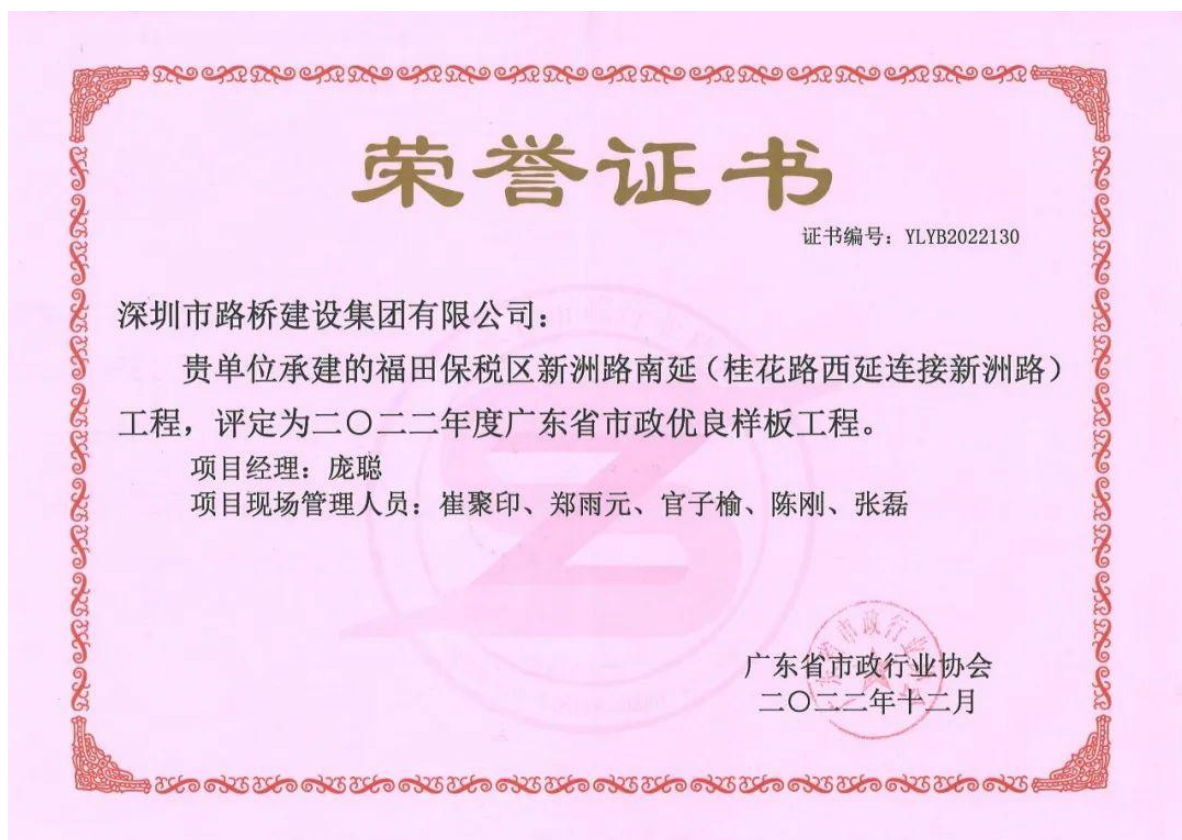 荣誉证书
证书编号：YLYB2022130
深圳市路桥建设集团有限公司：
贵单位承建的福田保税区新洲路南延（桂花路西延连接新洲路）
工程，评定为二〇二二年度广东省市政优良样板工程。
项目经理：庞聪
项目现场管理人员：崔聚印、郑雨元、官子榆、陈刚、张磊
广东省市政行业协会
二〇二二年十二月